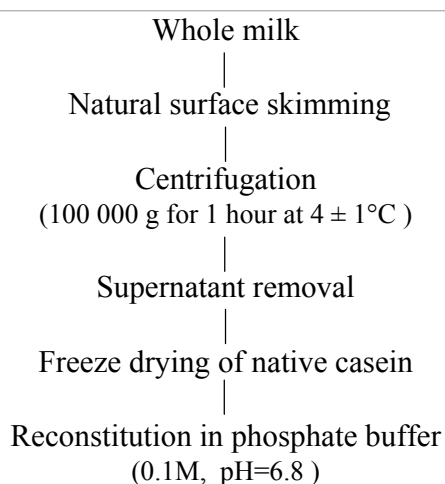 Whole milk
Natural surface skimming
Centrifugation
(100 000 g for 1 hour at 4 ± 1°C )
Supernatant removal
Freeze drying of native casein
Reconstitution in phosphate buffer
(0.1M, pH=6.8 )